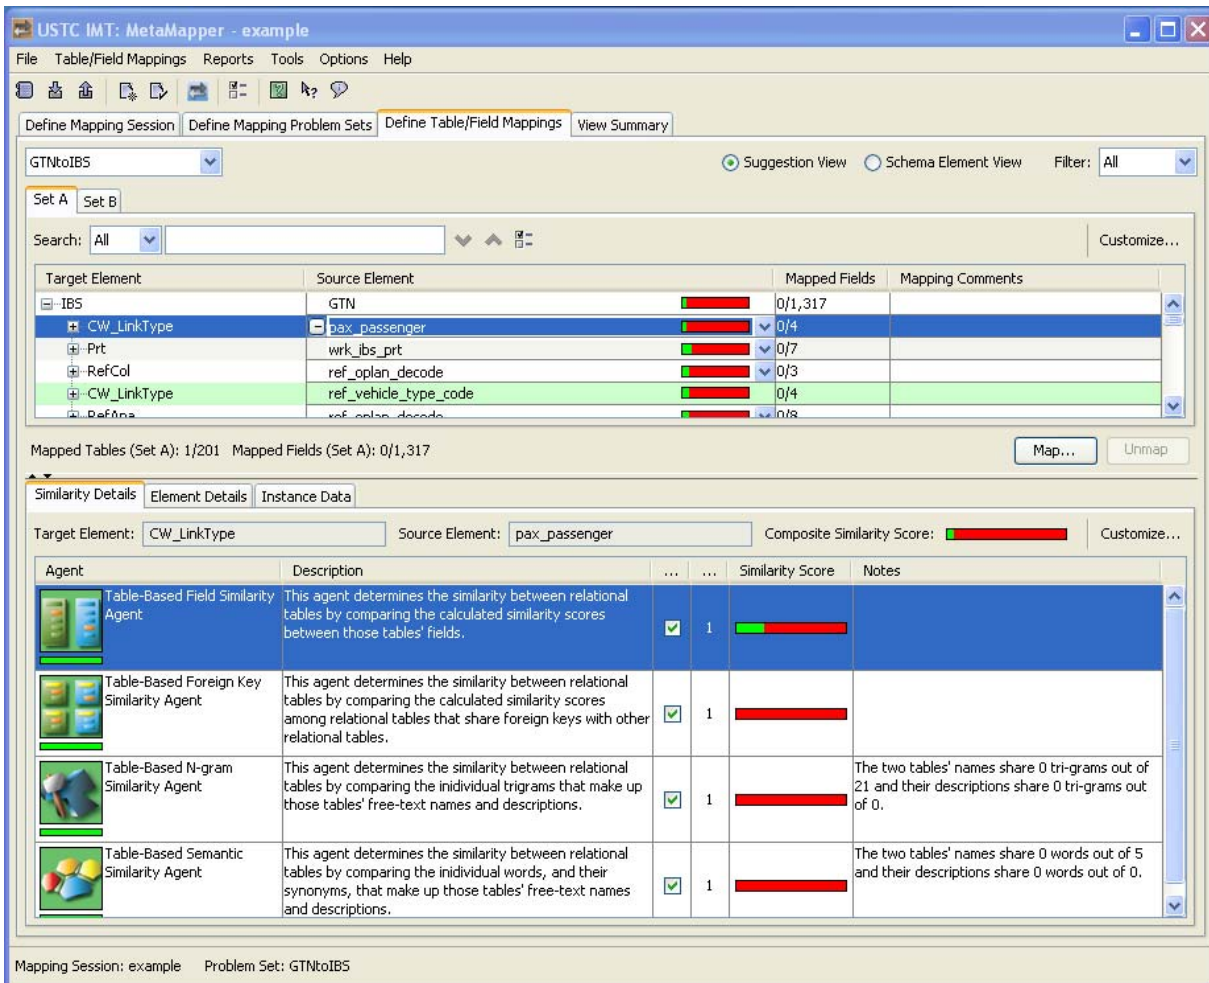 USTC IMT: MetaMapper - example
File Table/Field Mappings Reports Tools Options Help
Define Mapping Session Define Mapping Problem Sets Define Table/Field Mappings View Summary
GTNtoIBS Suggestion View Schema Element View Filter: All
Set A Set B
Search: All Customize...
Target Element Source Element Mapped Fields Mapping Comments
IBS GTN 0/1,317
CW_LinkType pax_passenger 0/4
Prt wrk_ibs_prt 0/7
RefCol ref_oplan_decode 0/3
CW_LinkType ref_vehicle_type_code 0/4
ref_oplan_decode 0/8
Mapped Tables (Set A): 1/201 Mapped Fields (Set A): 0/1,317 Map... Unmap
Similarity Details Element Details Instance Data
Target Element: CW_LinkType Source Element: pax_passenger Composite Similarity Score: Customize...
Agent Description ... ... Similarity Score Notes
Table-Based Field Similarity This agent determines the similarity between relational
Agent tables by comparing the calculated similarity scores
between those tables' fields. 1
Table-Based Foreign Key This agent determines the similarity between relational
Similarity Agent tables by comparing the calculated similarity scores
among relational tables that share foreign keys with other 1
relational tables.
Table-Based N-gram This agent determines the similarity between relational The two tables' names share 0 tri-grams out of
Similarity Agent tables by comparing the inidividual trigrams that make up 21 and their descriptions share 0 tri-grams out
those tables' free-text names and descriptions. 1 of 0.
Table-Based Semantic This agent determines the similarity between relational The two tables' names share 0 words out of 5
Similarity Agent tables by comparing the inidividual words, and their and their descriptions share 0 words out of 0.
synonyms, that make up those tables' free-text names 1
and descriptions.
Mapping Session: example Problem Set: GTNtoIBS